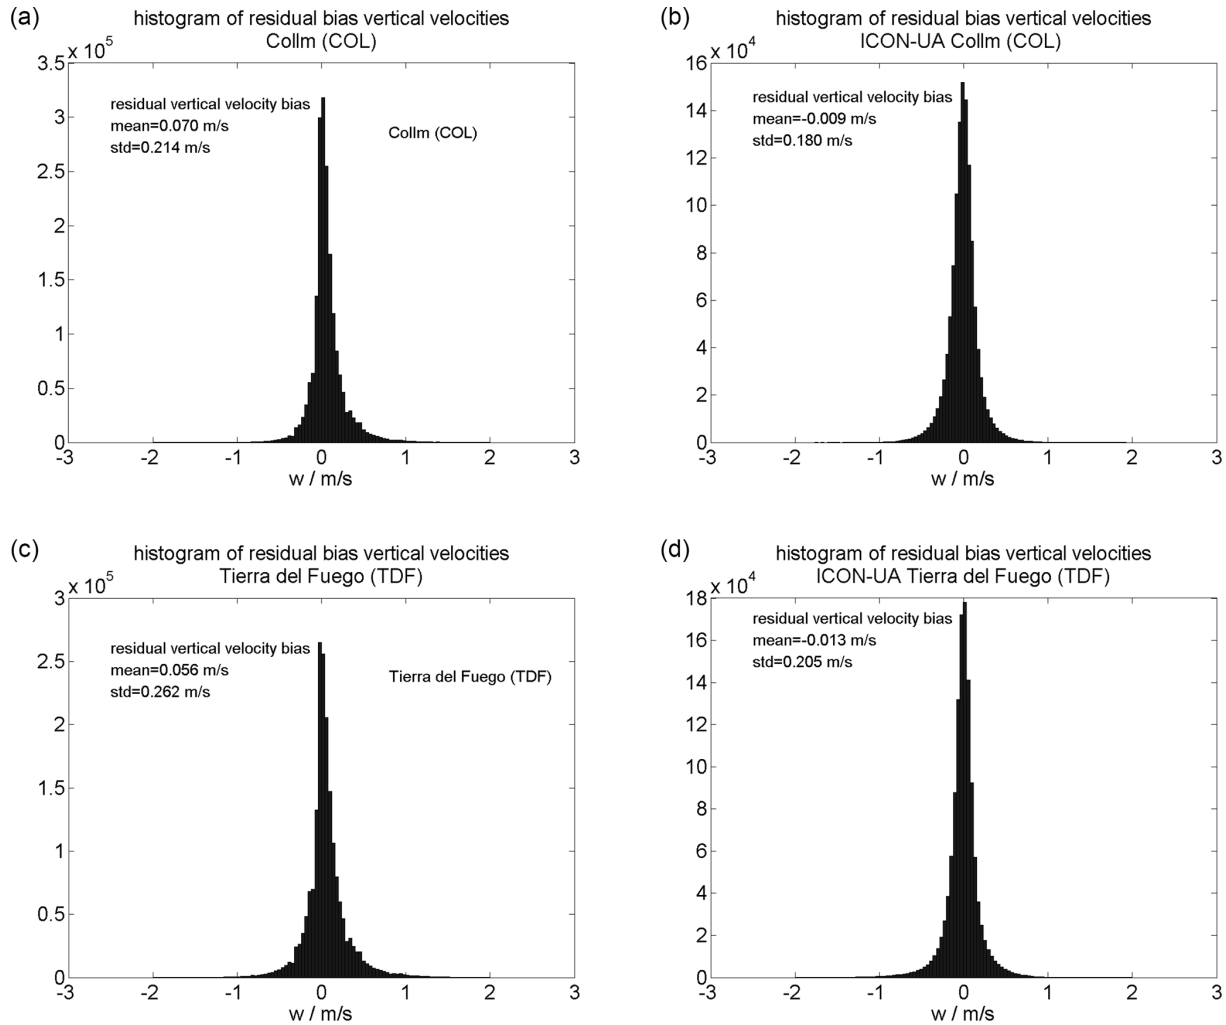 (a)
histogram of residual bias vertical velocities
Collm (COL)
x 10^5
3.5
3
2.5
2
1.5
1
0.5
0
residual vertical velocity bias
mean=0.070 m/s
std=0.214 m/s
Collm (COL)
-3 -2 -1 0 1 2 3
w / m/s
(b)
histogram of residual bias vertical velocities
ICON-UA Collm (COL)
x 10^4
16
14
12
10
8
6
4
2
0
residual vertical velocity bias
mean=-0.009 m/s
std=0.180 m/s
-3 -2 -1 0 1 2 3
w / m/s
(c)
histogram of residual bias vertical velocities
Tierra del Fuego (TDF)
x 10^5
3
2.5
2
1.5
1
0.5
0
residual vertical velocity bias
mean=0.056 m/s
std=0.262 m/s
Tierra del Fuego (TDF)
-3 -2 -1 0 1 2 3
w / m/s
(d)
histogram of residual bias vertical velocities
ICON-UA Tierra del Fuego (TDF)
x 10^4
18
16
14
12
10
8
6
4
2
0
residual vertical velocity bias
mean=-0.013 m/s
std=0.205 m/s
-3 -2 -1 0 1 2 3
w / m/s